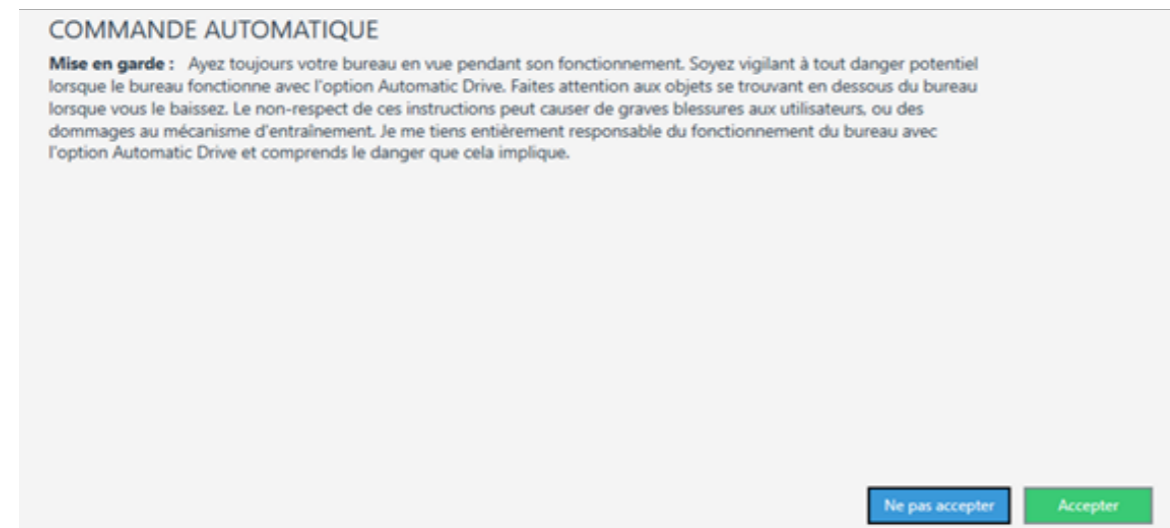 COMMANDE AUTOMATIQUE
Mise en garde : Ayez toujours votre bureau en vue pendant son fonctionnement. Soyez vigilant à tout danger potentiel
lorsque le bureau fonctionne avec l'option Automatic Drive. Faites attention aux objets se trouvant en dessous du bureau
lorsque vous le baissez. Le non-respect de ces instructions peut causer de graves blessures aux utilisateurs, ou des
dommages au mécanisme d'entraînement. Je me tiens entièrement responsable du fonctionnement du bureau avec
l'option Automatic Drive et comprends le danger que cela implique.
Ne pas accepter
Accepter